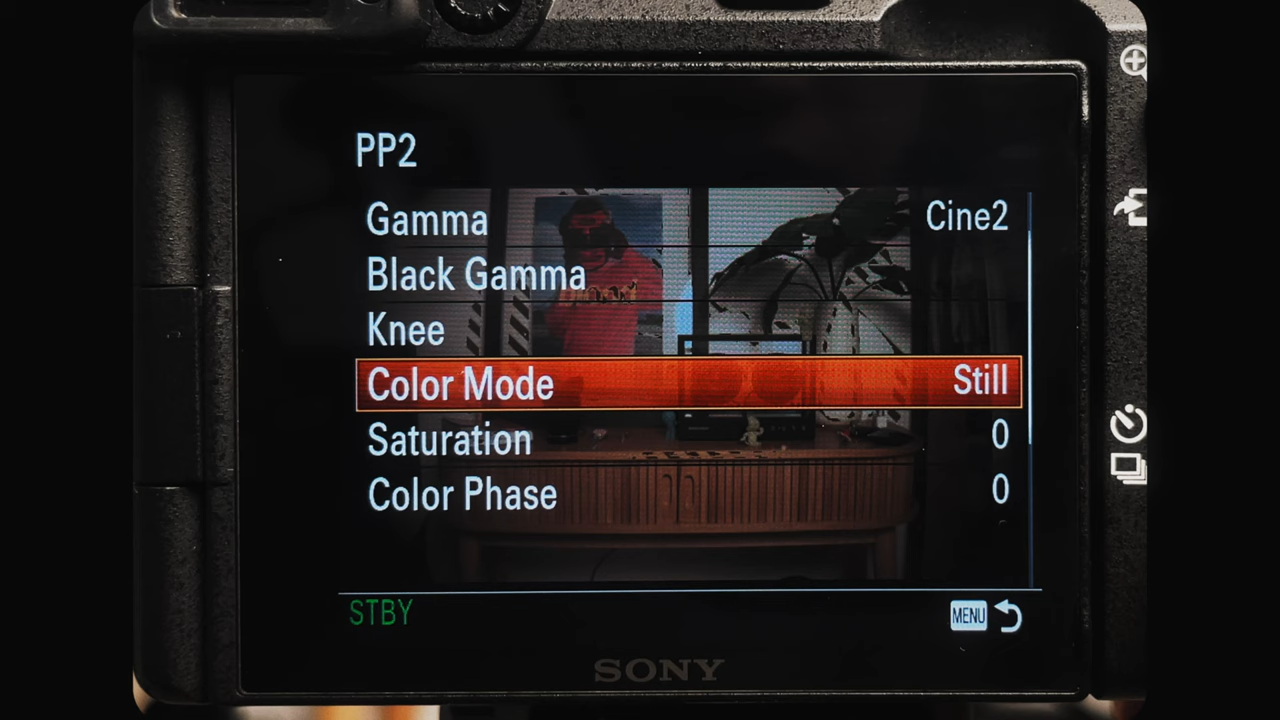 PP2
Gamma Cine2
Black Gamma
Knee
Color Mode Still
Saturation 0
Color Phase 0
STBY MENU
SONY